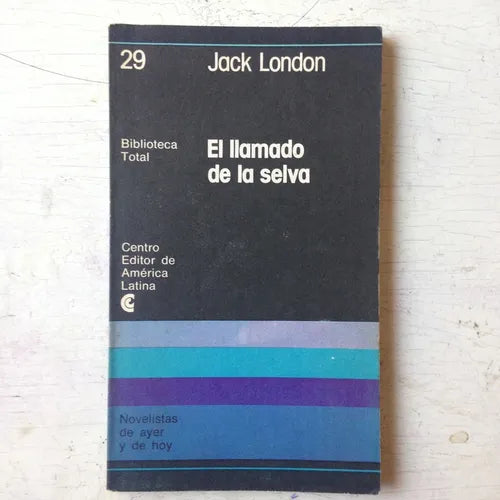 29
Jack London
Biblioteca
Total
El llamado
de la selva
Centro
Editor de
América
Latina
Novelistas
de ayer
y de hoy